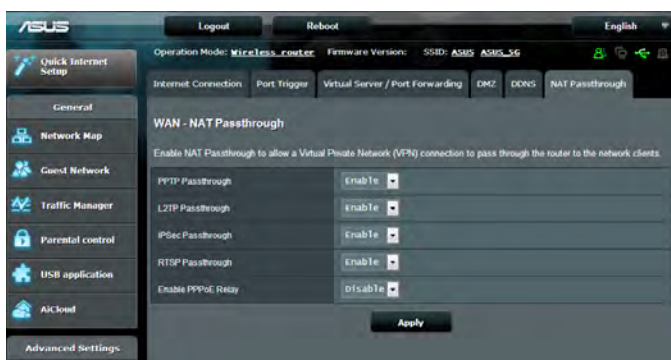 ASUS
Logout
Reboot
English
Quick Internet Setup
Operation Mode: Wireless router Firmware Version: SSID: ASUS ASUS_5G
Internet Connection
Port Trigger
Virtual Server / Port Forwarding
DMZ
DDNS
NAT Passthrough
General
Network Map
Guest Network
Traffic Manager
Parental control
USB application
AiCloud
Advanced Settings
WAN - NAT Passthrough
Enable NAT Passthrough to allow a Virtual Private Network (VPN) connection to pass through the router to the network clients.
PPTP Passthrough Enable
L2TP Passthrough Enable
IPSec Passthrough Enable
RTSP Passthrough Enable
Enable PPPoE Relay Disable
Apply